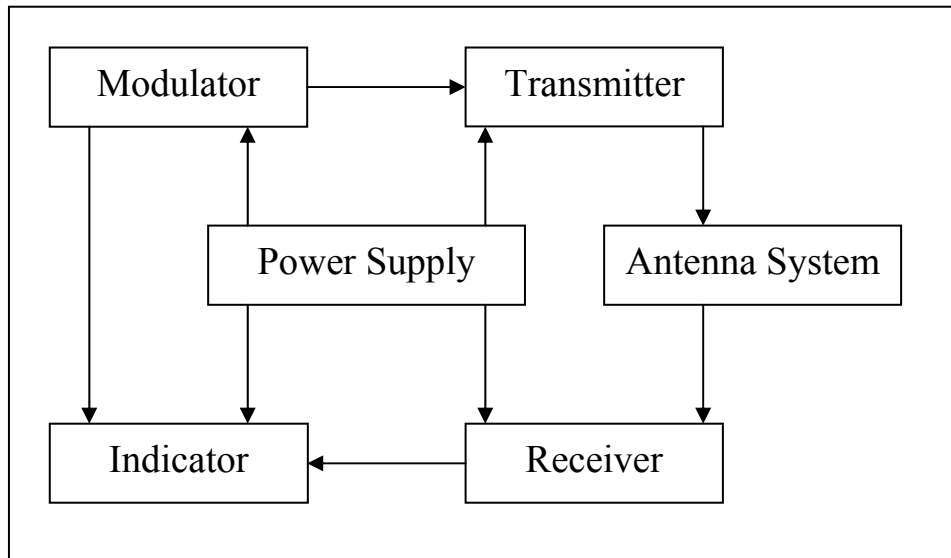 Modulator
Transmitter
Power Supply
Antenna System
Indicator
Receiver